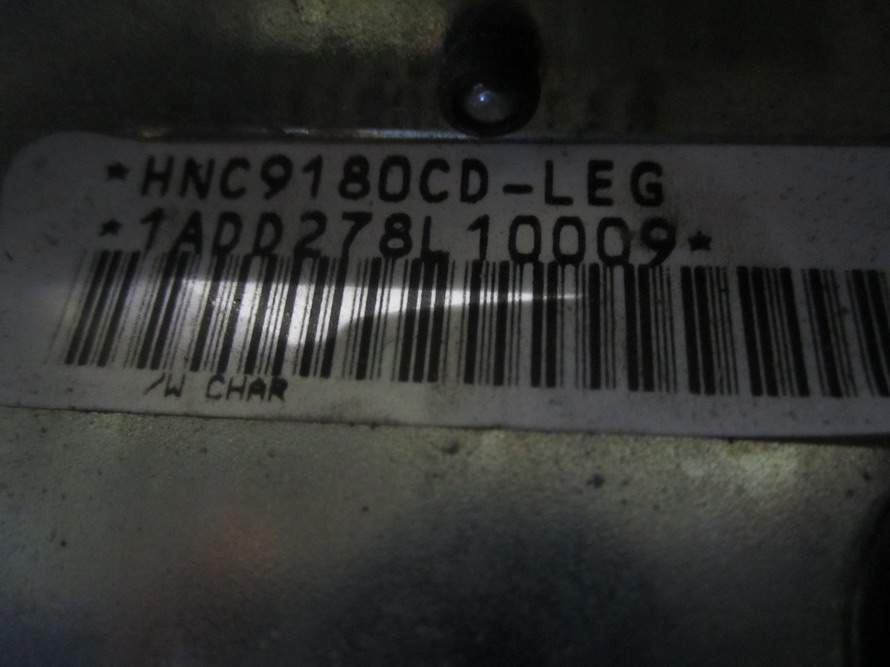 *HNC9180CD-LEG
*1ADD278L10009*
/W CHAR